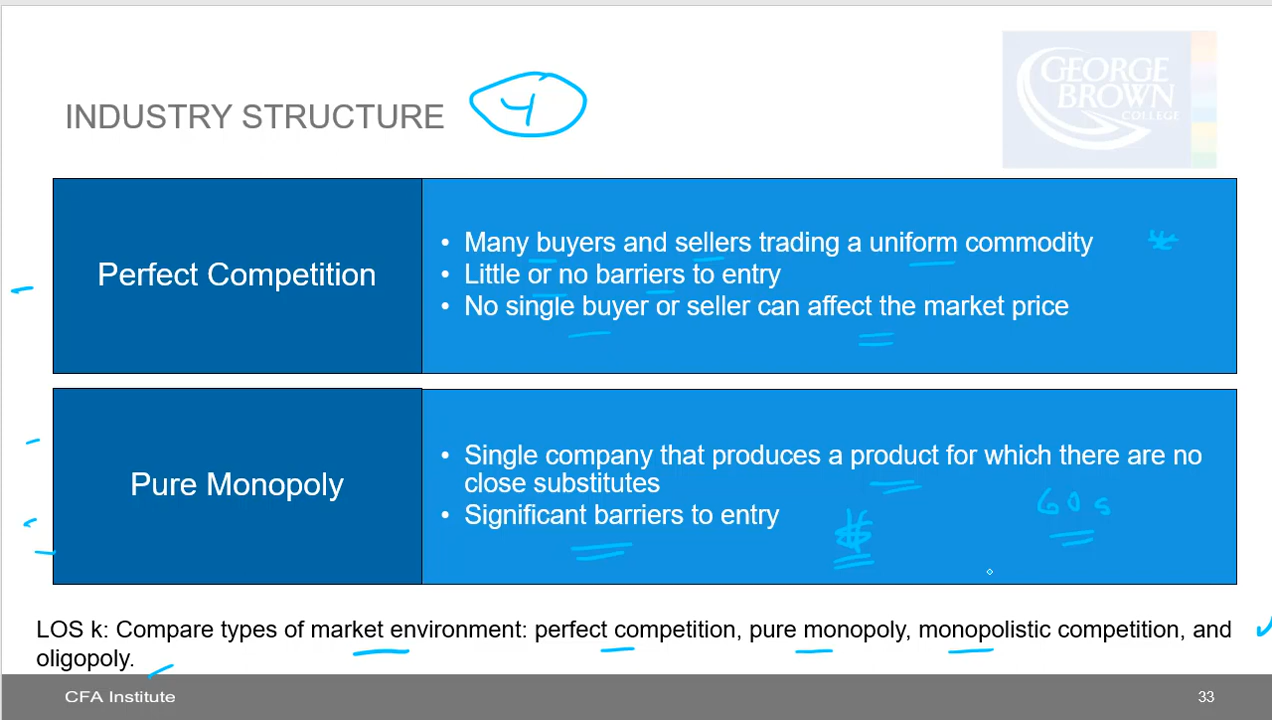 INDUSTRY STRUCTURE
4
GEORGE
BROWN
COLLEGE
Perfect Competition
• Many buyers and sellers trading a uniform commodity
• Little or no barriers to entry
• No single buyer or seller can affect the market price
Pure Monopoly
• Single company that produces a product for which there are no
close substitutes
• Significant barriers to entry
$
60s
LOS k: Compare types of market environment: perfect competition, pure monopoly, monopolistic competition, and
oligopoly.
CFA Institute
33